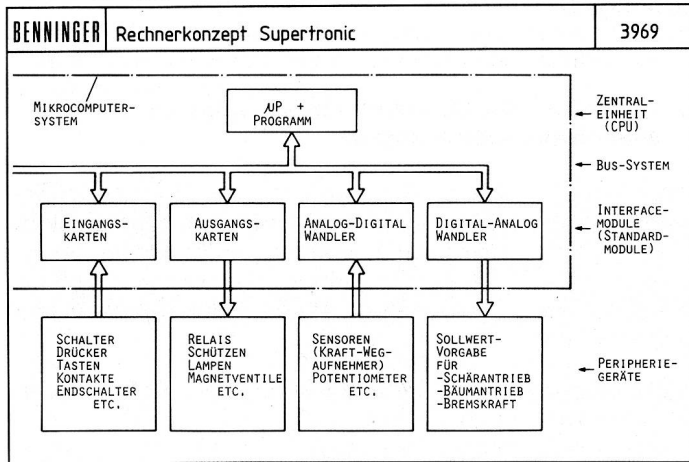 BENNINGER Rechnerkonzept Supertronic 3969
MIKROCOMPUTER-
SYSTEM
µP +
PROGRAMM
ZENTRAL-
EINHEIT
(CPU)
BUS-SYSTEM
EINGANGS-
KARTEN
AUSGANGS-
KARTEN
ANALOG-DIGITAL
WANDLER
DIGITAL-ANALOG
WANDLER
INTERFACE-
MODULE
(STANDARD-
MODULE)
SCHALTER
DRÜCKER
TASTEN
KONTAKTE
ENDSCHALTER
ETC.
RELAIS
SCHÜTZEN
LAMPEN
MAGNETVENTILE
ETC.
SENSOREN
(KRAFT-WEG-
AUFNEHMER)
POTENTIOMETER
ETC.
SOLLWERT-
VORGABE
FÜR
-SCHÄRANTRIEB
-BÄUMANTRIEB
-BREMSKRAFT
PERIPHERIE-
GERÄTE